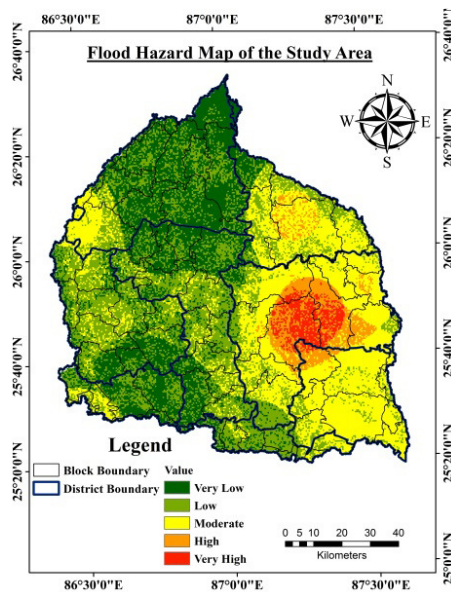 86°30'0"E 87°0'0"E 87°30'0"E
Flood Hazard Map of the Study Area
N
W E
S
26°40'0"N
26°20'0"N
26°0'0"N
25°40'0"N
25°20'0"N
26°40'0"N
26°20'0"N
26°0'0"N
25°40'0"N
25°20'0"N
25°0'0"N
Legend
Block Boundary
District Boundary
Value
Very Low
Low
Moderate
High
Very High
0 5 10 20 30 40
Kilometers
86°30'0"E 87°0'0"E 87°30'0"E